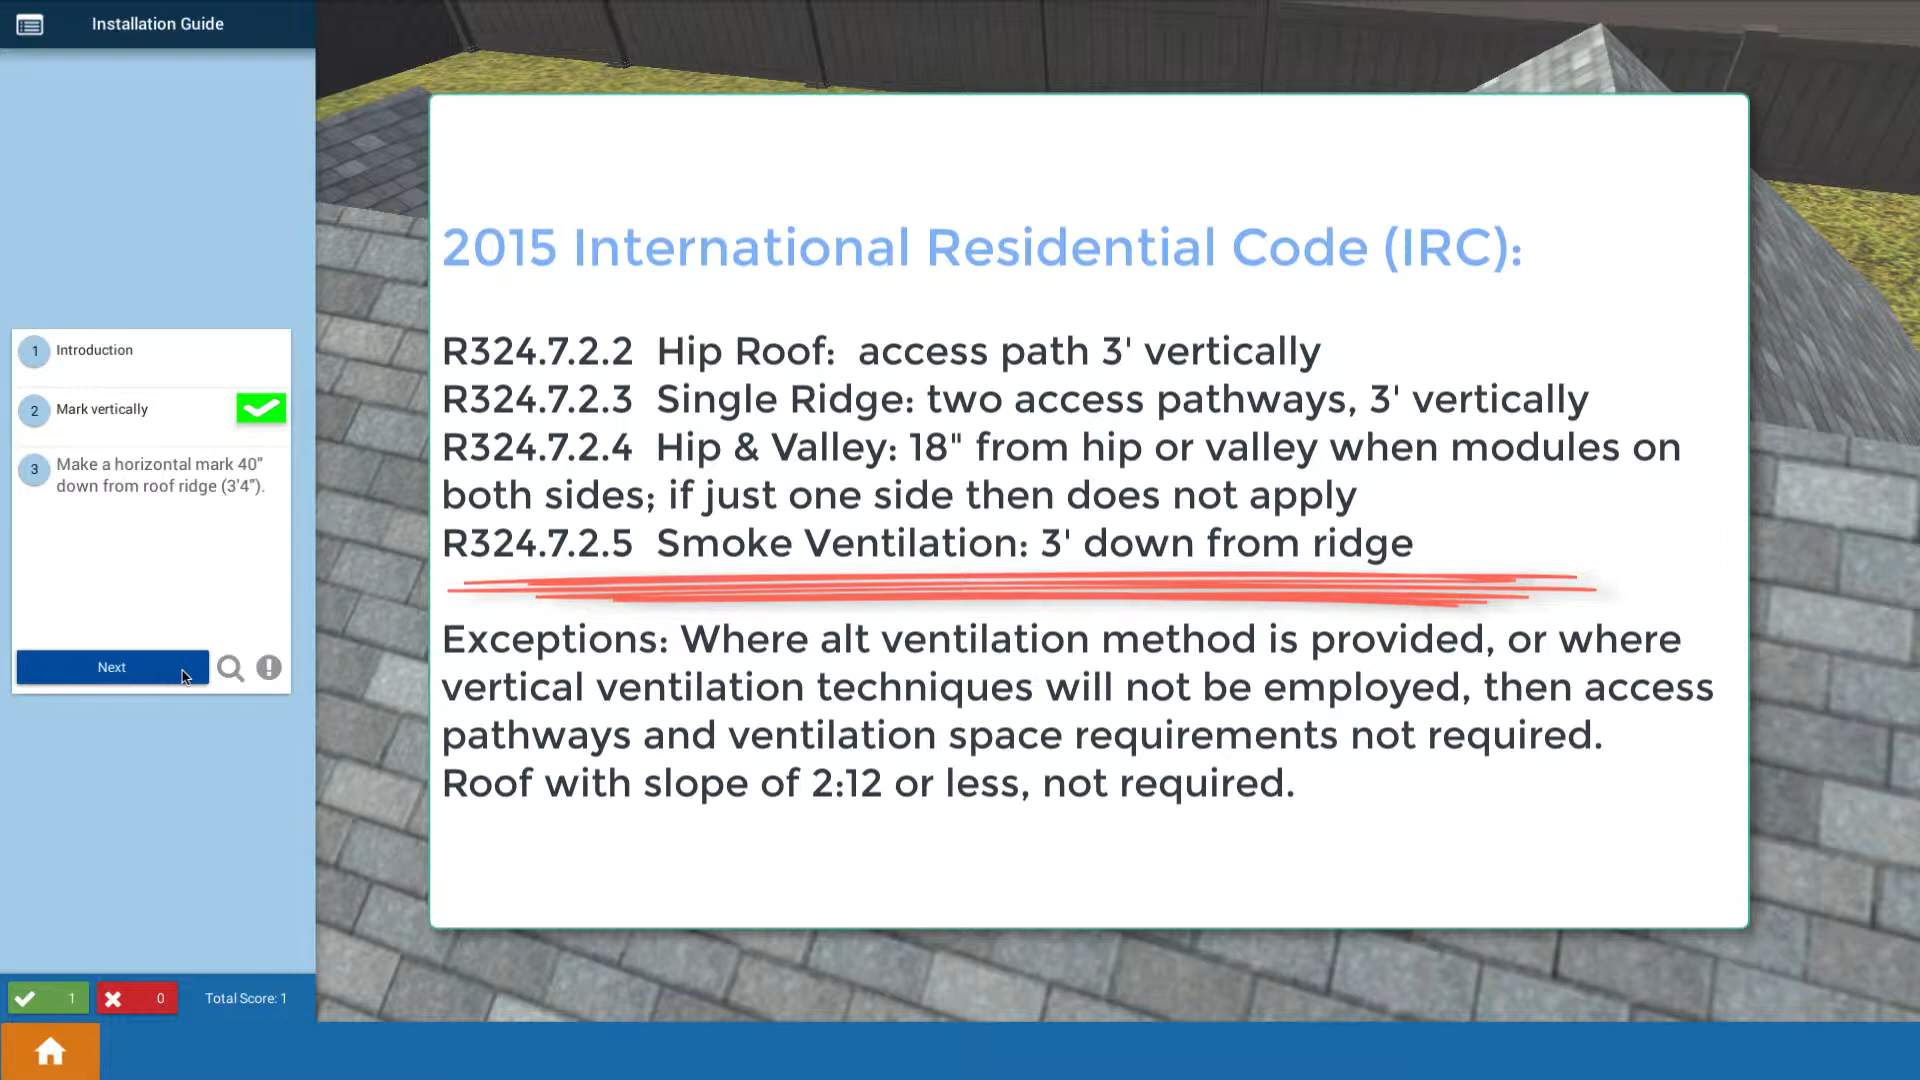 Installation Guide
1 Introduction
2 Mark vertically
3 Make a horizontal mark 40"
down from roof ridge (3'4").
Next
1
0
Total Score: 1
2015 International Residential Code (IRC):
R324.7.2.2 Hip Roof: access path 3' vertically
R324.7.2.3 Single Ridge: two access pathways, 3' vertically
R324.7.2.4 Hip & Valley: 18" from hip or valley when modules on
both sides; if just one side then does not apply
R324.7.2.5 Smoke Ventilation: 3' down from ridge
Exceptions: Where alt ventilation method is provided, or where
vertical ventilation techniques will not be employed, then access
pathways and ventilation space requirements not required.
Roof with slope of 2:12 or less, not required.